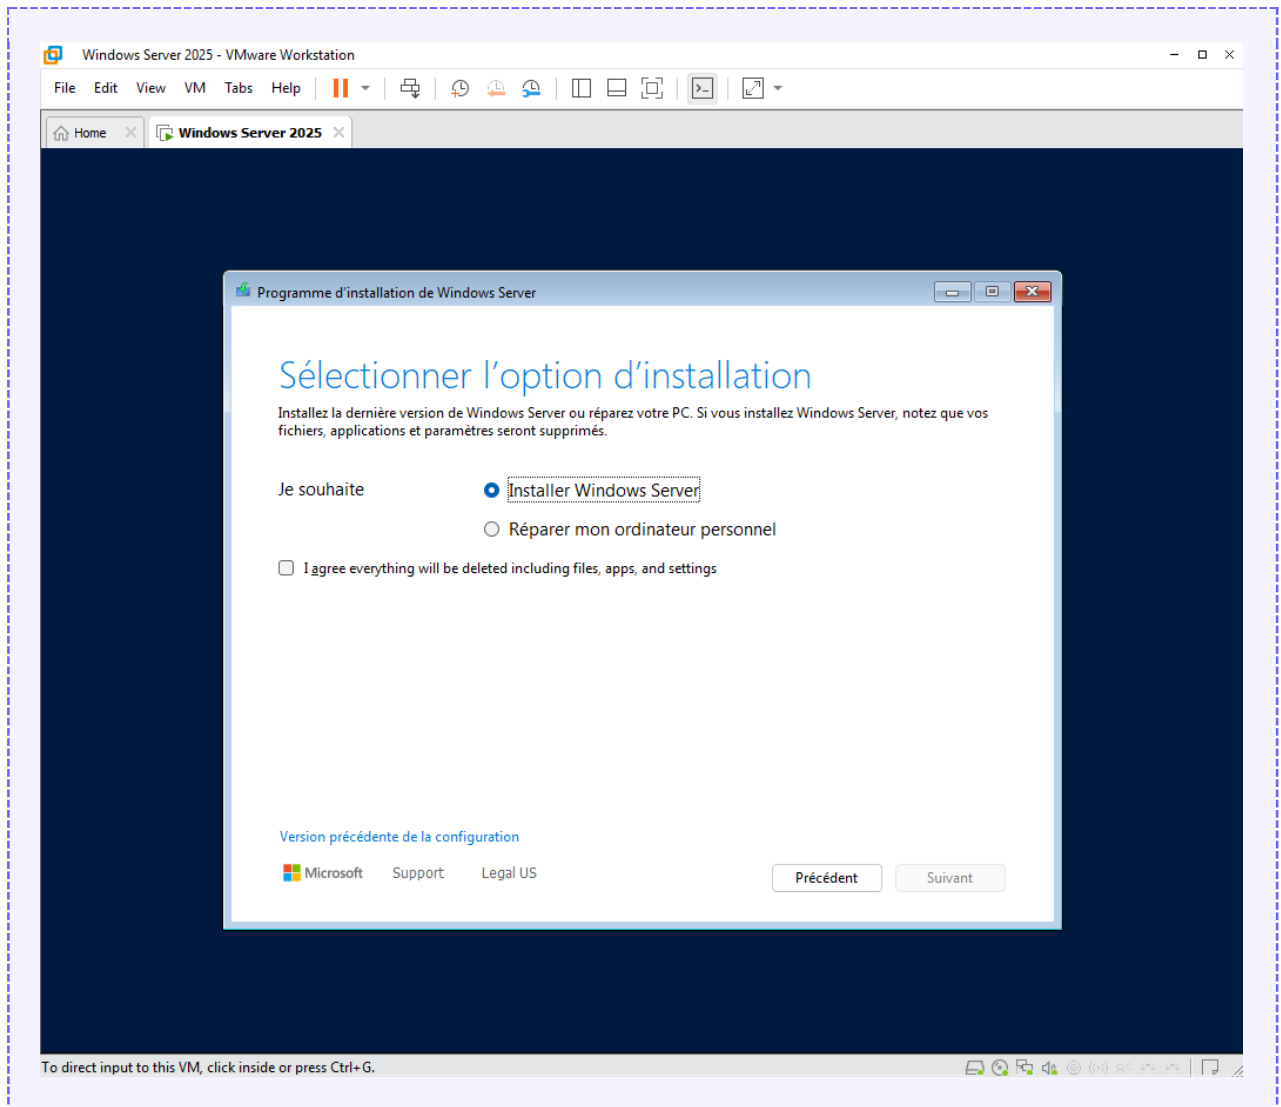 Windows Server 2025 - VMware Workstation
File Edit View VM Tabs Help
Home Windows Server 2025
Programme d'installation de Windows Server
Sélectionner l'option d'installation
Installez la dernière version de Windows Server ou réparez votre PC. Si vous installez Windows Server, notez que vos
fichiers, applications et paramètres seront supprimés.
Je souhaite Installer Windows Server
Réparer mon ordinateur personnel
I agree everything will be deleted including files, apps, and settings
Version précédente de la configuration
Microsoft Support Legal US Précédent Suivant
To direct input to this VM, click inside or press Ctrl+G.